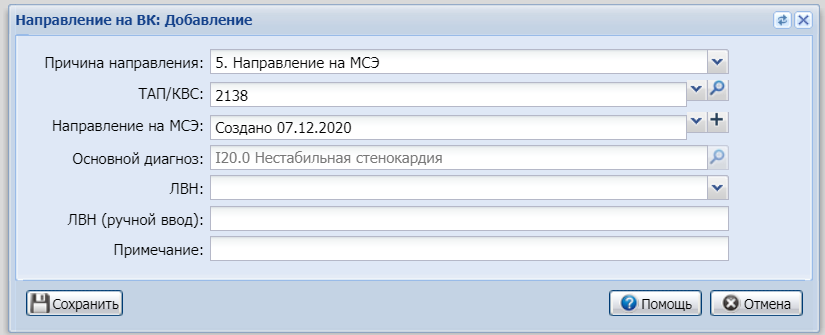 Направление на ВК: Добавление
Причина направления: 5. Направление на МСЭ
ТАП/КВС: 2138
Направление на МСЭ: Создано 07.12.2020
Основной диагноз: I20.0 Нестабильная стенокардия
ЛВН:
ЛВН (ручной ввод):
Примечание:
Сохранить Помощь Отмена